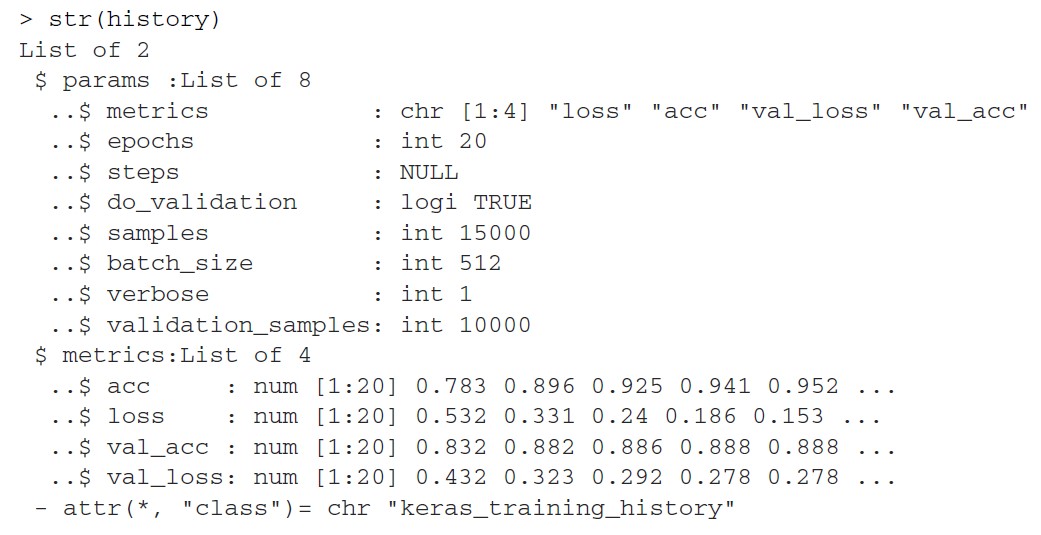 > str(history)
List of 2
 $ params :List of 8
  ..$ metrics           : chr [1:4] "loss" "acc" "val_loss" "val_acc"
  ..$ epochs            : int 20
  ..$ steps             : NULL
  ..$ do_validation     : logi TRUE
  ..$ samples           : int 15000
  ..$ batch_size        : int 512
  ..$ verbose           : int 1
  ..$ validation_samples: int 10000
 $ metrics:List of 4
  ..$ acc     : num [1:20] 0.783 0.896 0.925 0.941 0.952 ...
  ..$ loss    : num [1:20] 0.532 0.331 0.24 0.186 0.153 ...
  ..$ val_acc : num [1:20] 0.832 0.882 0.886 0.888 0.888 ...
  ..$ val_loss: num [1:20] 0.432 0.323 0.292 0.278 0.278 ...
 - attr(*, "class")= chr "keras_training_history"